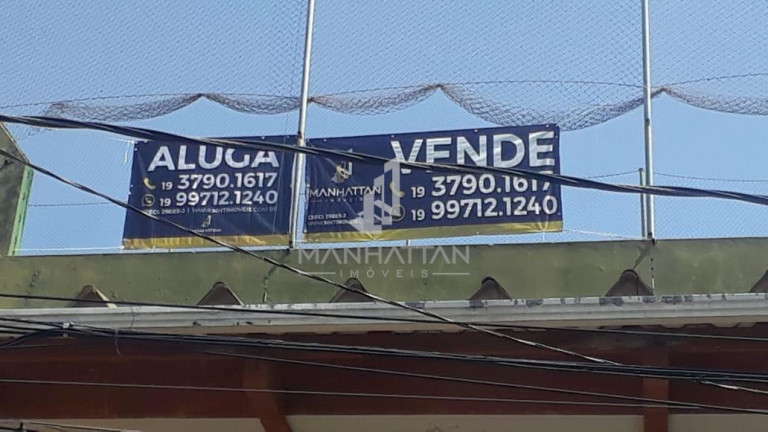 ALUGA
19 3790.1617
19 99712.1240
VENDE
MANHATTAN
19 3790.1617
19 99712.1240
MANHATTAN
IMÓVEIS